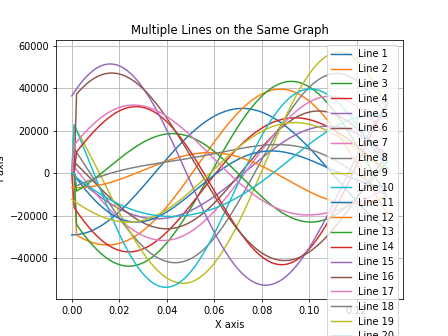 Multiple Lines on the Same Graph
60000
40000
20000
0
−20000
−40000
0.00
0.02
0.04
0.06
0.08
0.10
X axis
Line 1
Line 2
Line 3
Line 4
Line 5
Line 6
Line 7
Line 8
Line 9
Line 10
Line 11
Line 12
Line 13
Line 14
Line 15
Line 16
Line 17
Line 18
Line 19
Line 20